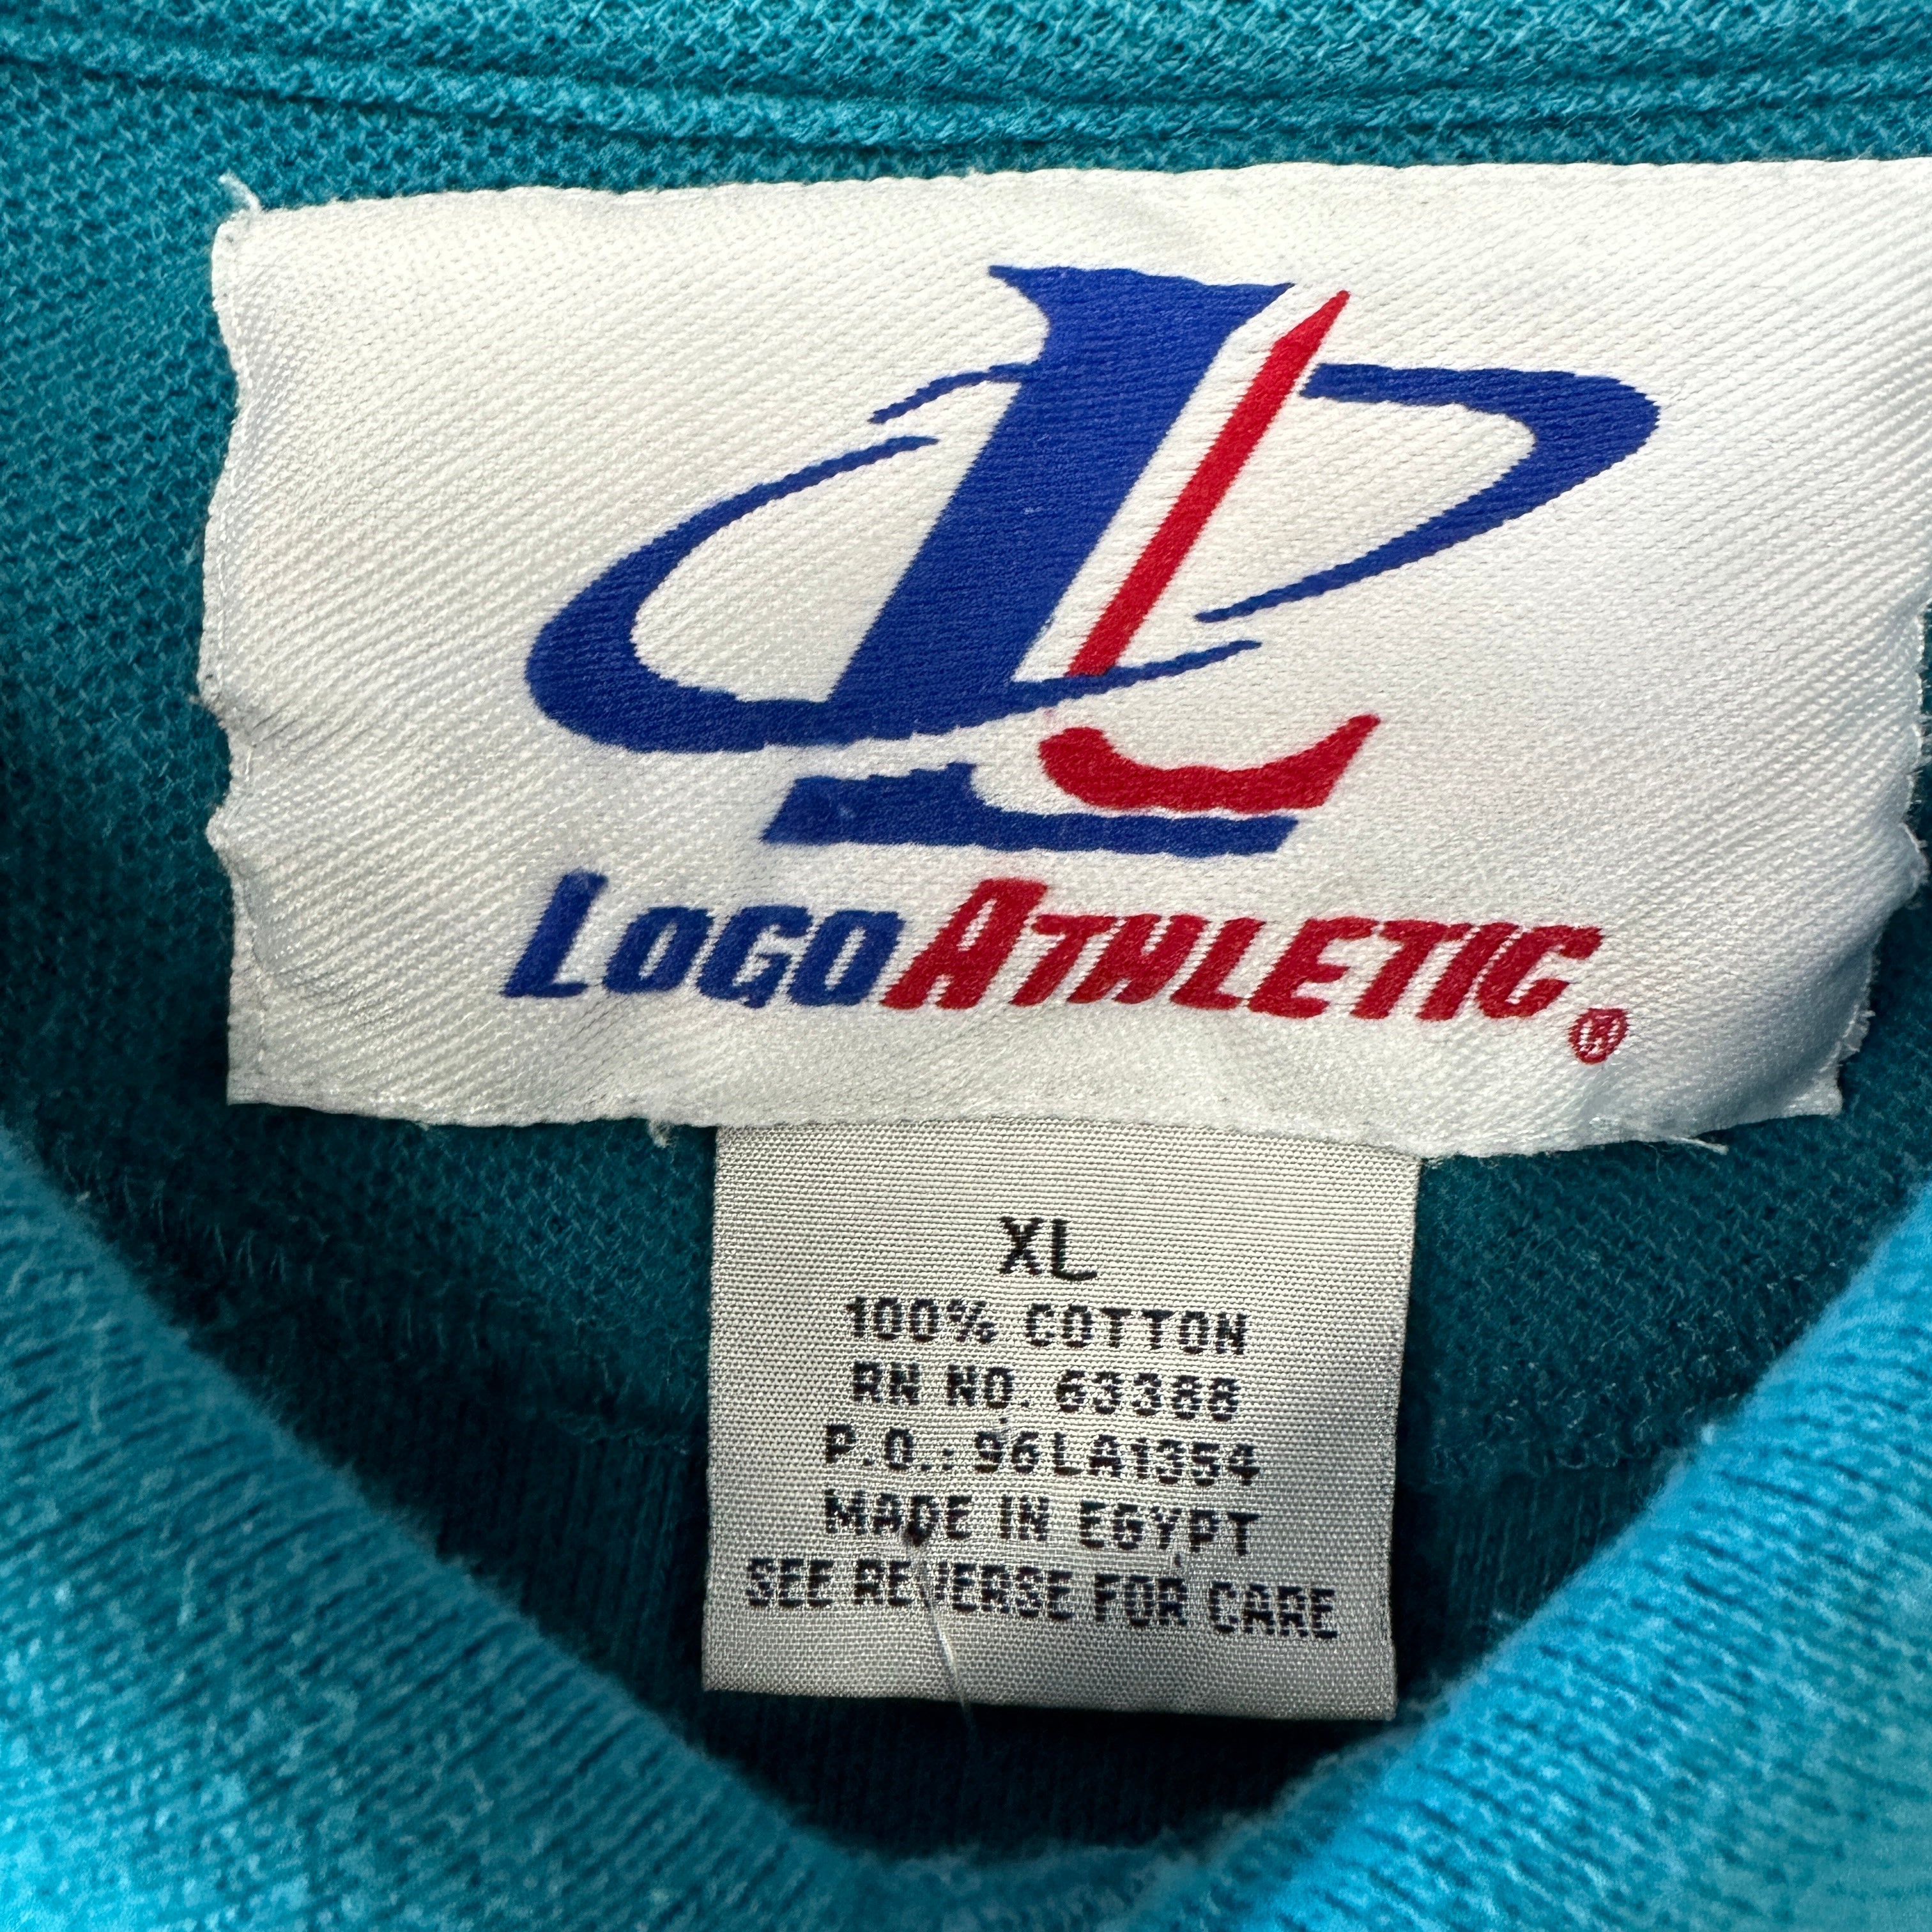 LOGOATHLETIC®
XL
100% COTTON
RN NO. 63388
P.O.: 96LA1354
MADE IN EGYPT
SEE REVERSE FOR CARE